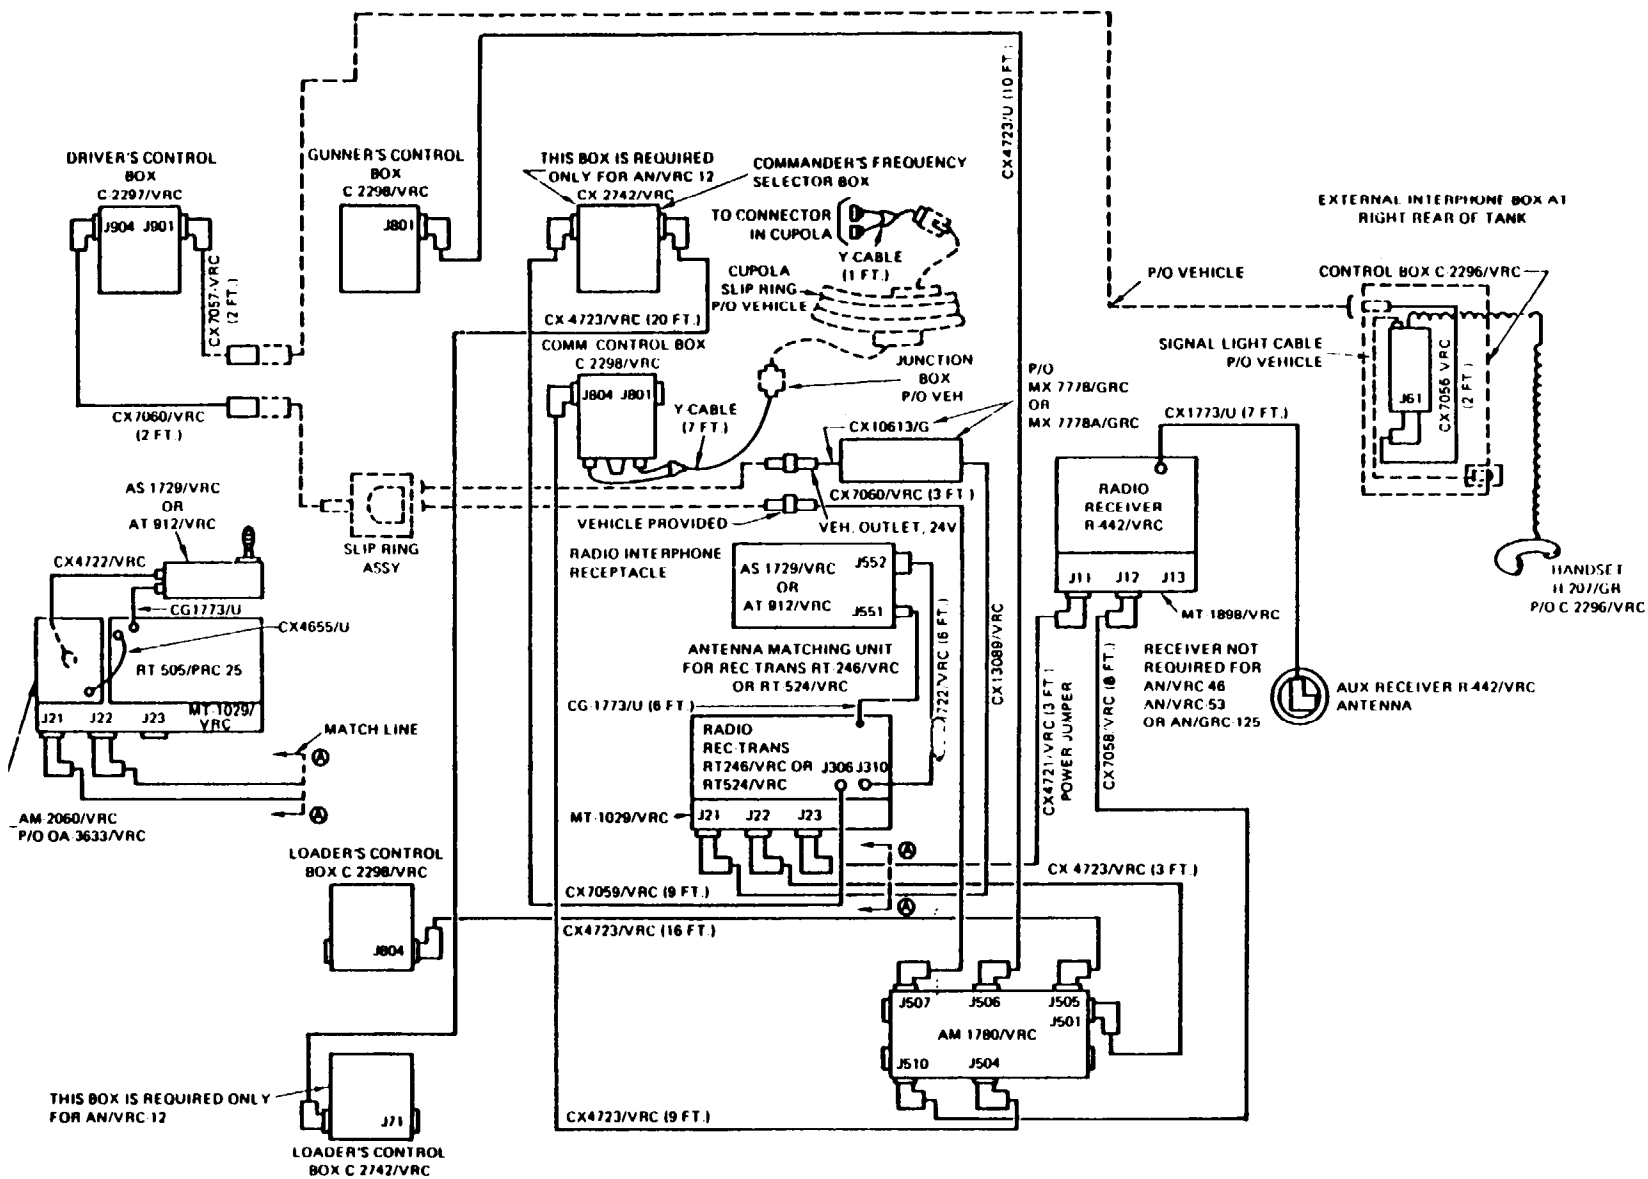 CX4723/U (10 FT.)
DRIVER'S CONTROL
BOX
C 2297/VRC
J904 J901
CX7057-VRC
(2 FT.)
CX7060/VRC
(2 FT.)
GUNNER'S CONTROL
BOX
C 2298/VRC
J801
THIS BOX IS REQUIRED
ONLY FOR AN/VRC 12
CX 2742/VRC
COMMANDER'S FREQUENCY
SELECTOR BOX
TO CONNECTOR
IN CUPOLA
Y CABLE
(1 FT.)
CUPOLA
SLIP RING
P/O VEHICLE
CX 4723/VRC (20 FT.)
COMM CONTROL BOX
C 2298/VRC
J804 J801
Y CABLE
(7 FT.)
JUNCTION
BOX
P/O VEH
P/O
MX 7778/GRC
OR
MX 7778A/GRC
CX10613/G
CX7060/VRC (3 FT.)
VEHICLE PROVIDED
VEH. OUTLET, 24V
EXTERNAL INTERPHONE BOX AT
RIGHT REAR OF TANK
P/O VEHICLE
CONTROL BOX C-2296/VRC
SIGNAL LIGHT CABLE
P/O VEHICLE
J61
CX7056 VRC
(2 FT.)
HANDSET
H 207/GR
P/O C 2296/VRC
CX1773/U (7 FT.)
RADIO
RECEIVER
R-442/VRC
J11 J12 J13
MT-1898/VRC
RECEIVER NOT
REQUIRED FOR
AN/VRC 46
AN/VRC-53
OR AN/GRC-125
AUX RECEIVER R-442/VRC
ANTENNA
CX4721/VRC (3 FT.)
POWER JUMPER
CX7058/VRC (8 FT.)
AS 1729/VRC
OR
AT 912/VRC
CX4722/VRC
CG1773/U
CX4655/U
RT 505/PRC 25
J21 J22 J23
MT-1029/
VRC
MATCH LINE
A
A
AM-2060/VRC
P/O OA-3633/VRC
SLIP RING
ASSY
RADIO INTERPHONE
RECEPTACLE
AS 1729/VRC
OR
AT 912/VRC
J552
J551
ANTENNA MATCHING UNIT
FOR REC-TRANS RT-246/VRC
OR RT 524/VRC
CG-1773/U (6 FT.)
4722/VRC (6 FT.)
CX13089/VRC
RADIO
REC-TRANS
RT246/VRC OR
RT524/VRC
J306 J310
MT-1029/VRC
J21 J22 J23
A
A
CX 4723/VRC (3 FT.)
CX7059/VRC (9 FT.)
CX4723/VRC (16 FT.)
LOADER'S CONTROL
BOX C 2298/VRC
J804
J507 J506 J505
J501
AM 1780/VRC
J510 J504
CX4723/VRC (9 FT.)
THIS BOX IS REQUIRED ONLY
FOR AN/VRC-12
J71
LOADER'S CONTROL
BOX C 2742/VRC